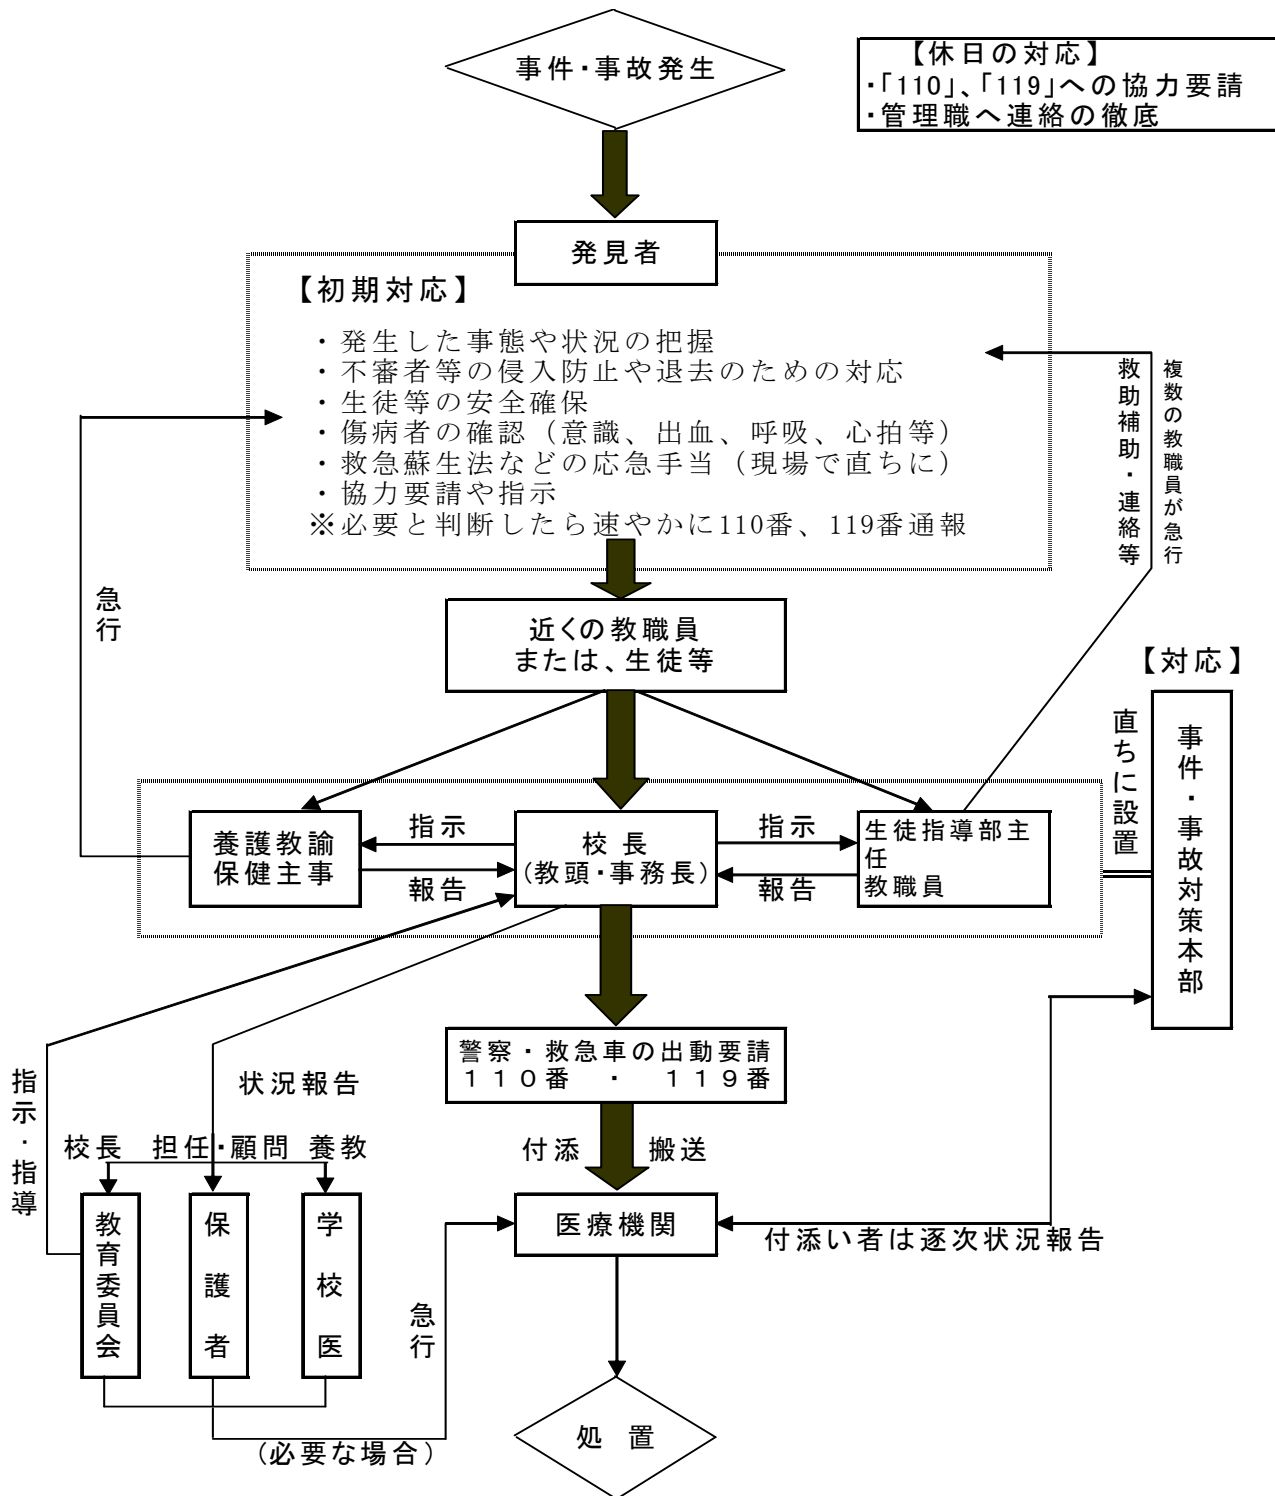 事件・事故発生
【休日の対応】
・「110」、「119」への協力要請
・管理職へ連絡の徹底
発見者
【初期対応】
・発生した事態や状況の把握
・不審者等の侵入防止や退去のための対応
・生徒等の安全確保
・傷病者の確認（意識、出血、呼吸、心拍等）
・救急蘇生法などの応急手当（現場で直ちに）
・協力要請や指示
※必要と判断したら速やかに110番、119番通報
複数の教職員が急行
救助補助・連絡等
急行
近くの教職員
または、生徒等
【対応】
直ちに設置
事件・事故対策本部
養護教諭
保健主事
指示
報告
校長
(教頭・事務長)
指示
報告
生徒指導部主
任
教職員
警察・救急車の出動要請
１１０番 ・ １１９番
指示・指導
状況報告
校長 担任・顧問 養教
付添 搬送
教育委員会
保護者
学校医
医療機関
付添い者は逐次状況報告
急行
(必要な場合)
処置